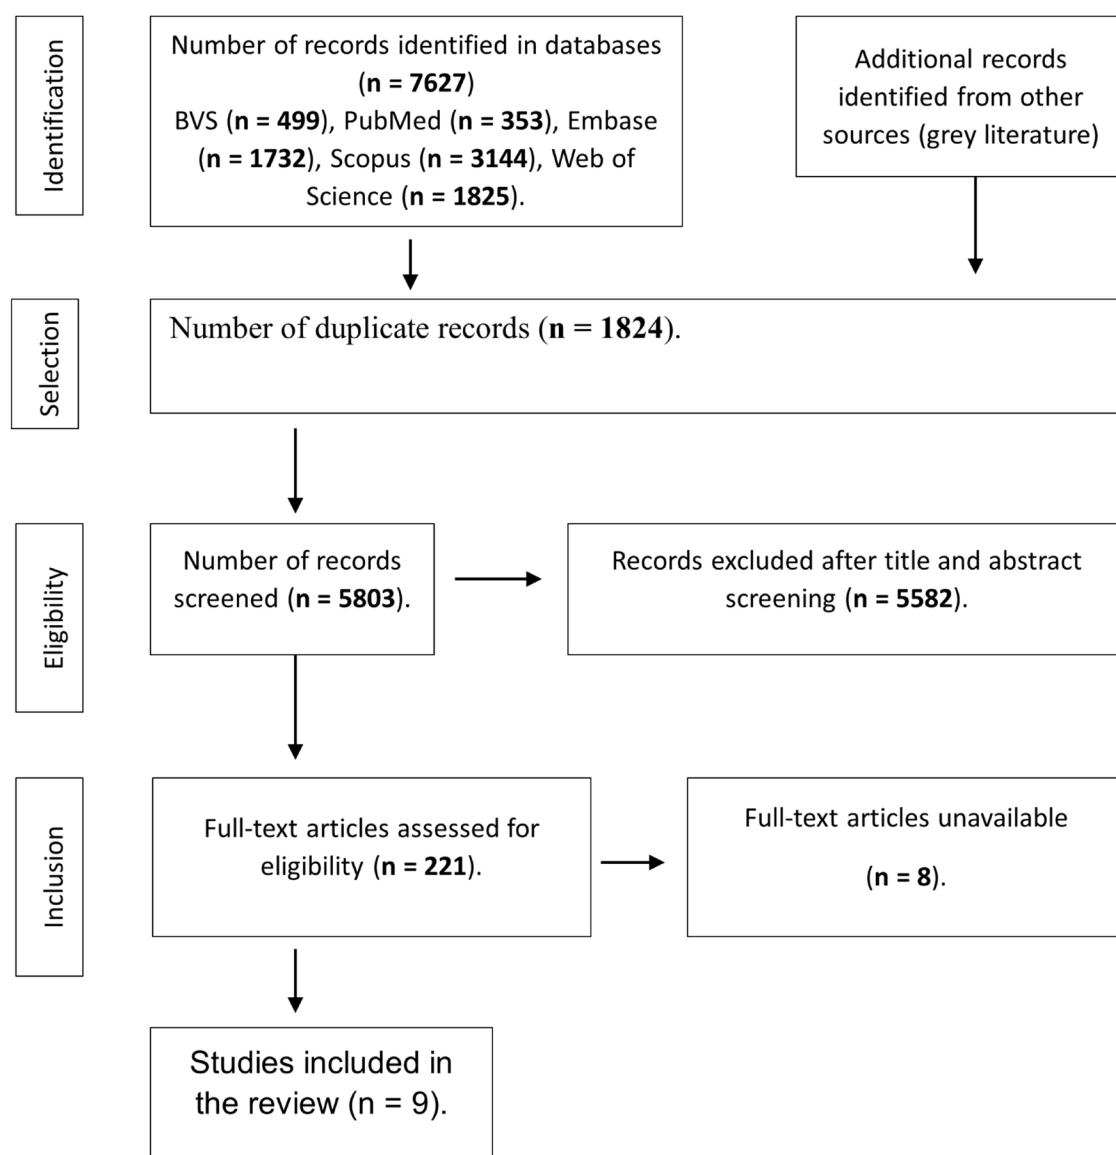 Identification
Number of records identified in databases
(n = 7627)
BVS (n = 499), PubMed (n = 353), Embase
(n = 1732), Scopus (n = 3144), Web of
Science (n = 1825).
Additional records
identified from other
sources (grey literature)
Selection
Number of duplicate records (n = 1824).
Eligibility
Number of records
screened (n = 5803).
Records excluded after title and abstract
screening (n = 5582).
Inclusion
Full-text articles assessed for
eligibility (n = 221).
Full-text articles unavailable
(n = 8).
Studies included in
the review (n = 9).